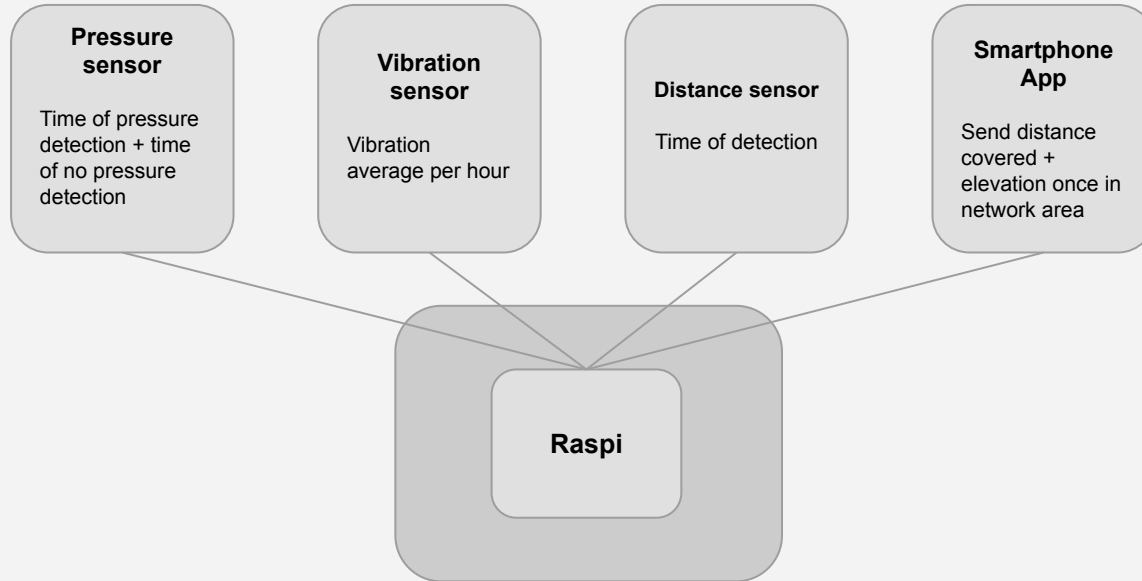 Pressure
sensor
Time of pressure
detection + time
of no pressure
detection
Vibration
sensor
Vibration
average per hour
Distance sensor
Time of detection
Smartphone
App
Send distance
covered +
elevation once in
network area
Raspi